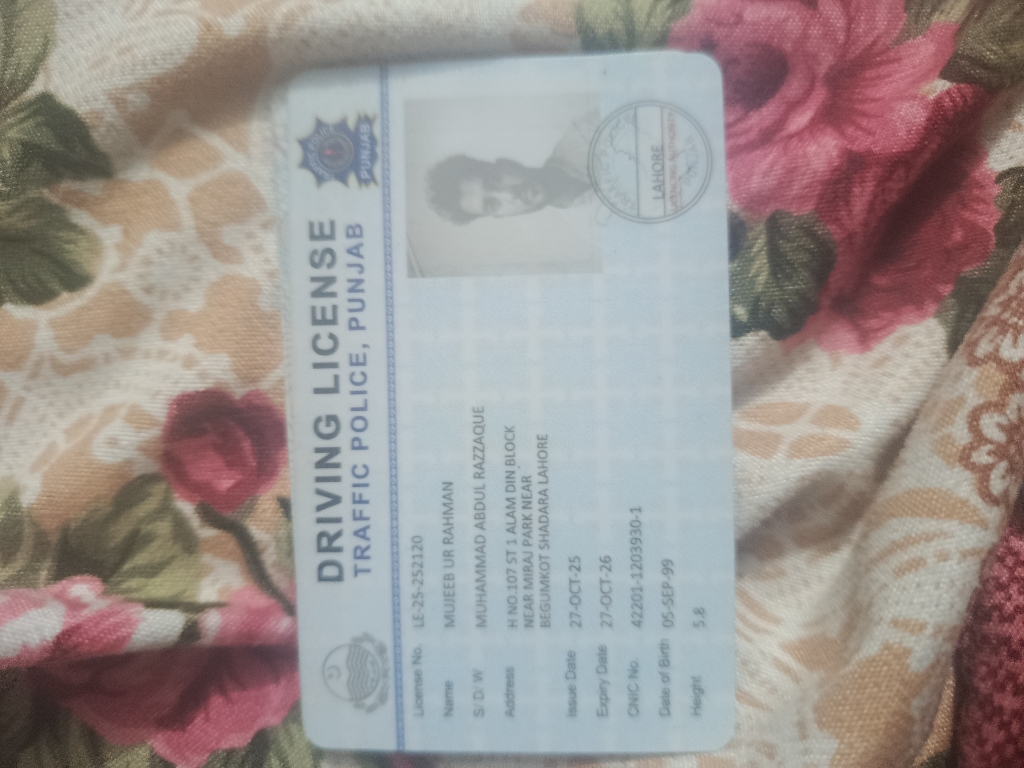 DRIVING LICENSE
TRAFFIC POLICE, PUNJAB
PUNJAB
LAHORE
License No. LE-25-252120
Name MUJEEB UR RAHMAN
S/ D/ W MUHAMMAD ABDUL RAZZAQUE
Address H NO.107 ST 1 ALAM DIN BLOCK
NEAR MIRAJ PARK NEAR
BEGUMKOT SHADARA LAHORE
Issue Date 27-OCT-25
Expiry Date 27-OCT-26
CNIC No. 42201-1203930-1
Date of Birth 05-SEP-99
Height 5.8